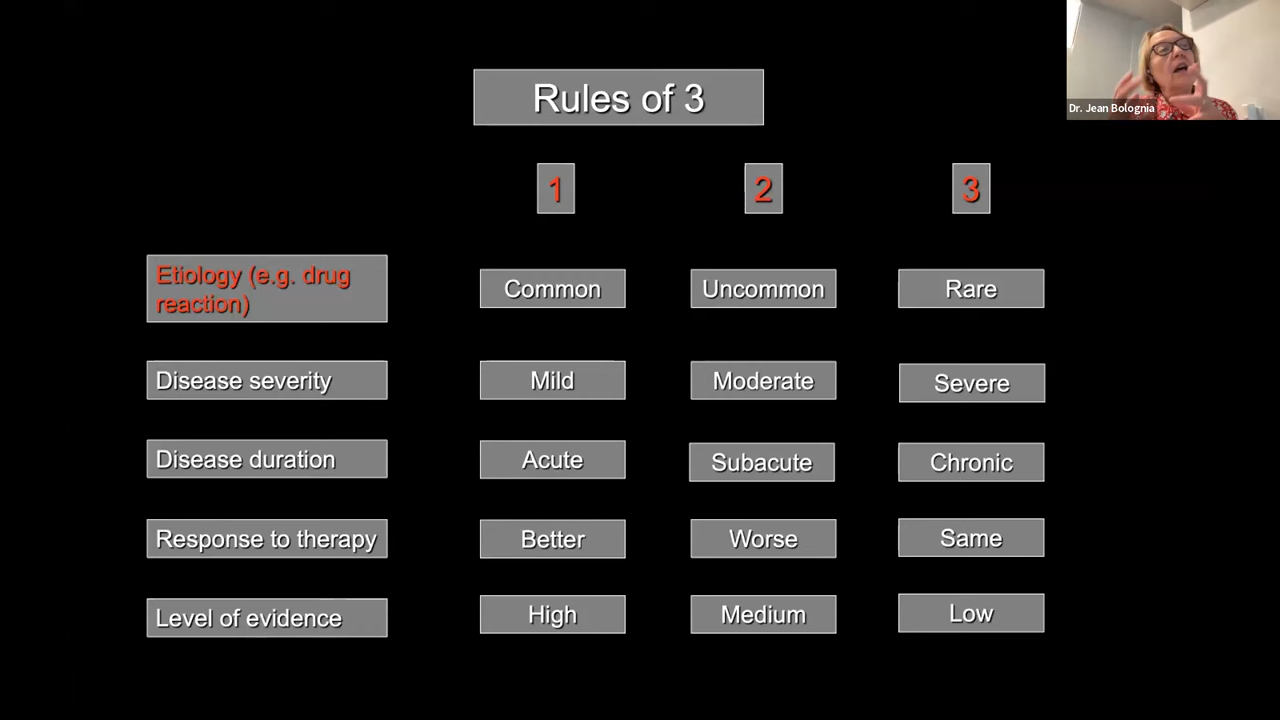 Dr. Jean Bolognia
Rules of 3
1 2 3
Etiology (e.g. drug
reaction)
Common Uncommon Rare
Disease severity Mild Moderate Severe
Disease duration Acute Subacute Chronic
Response to therapy Better Worse Same
Level of evidence High Medium Low